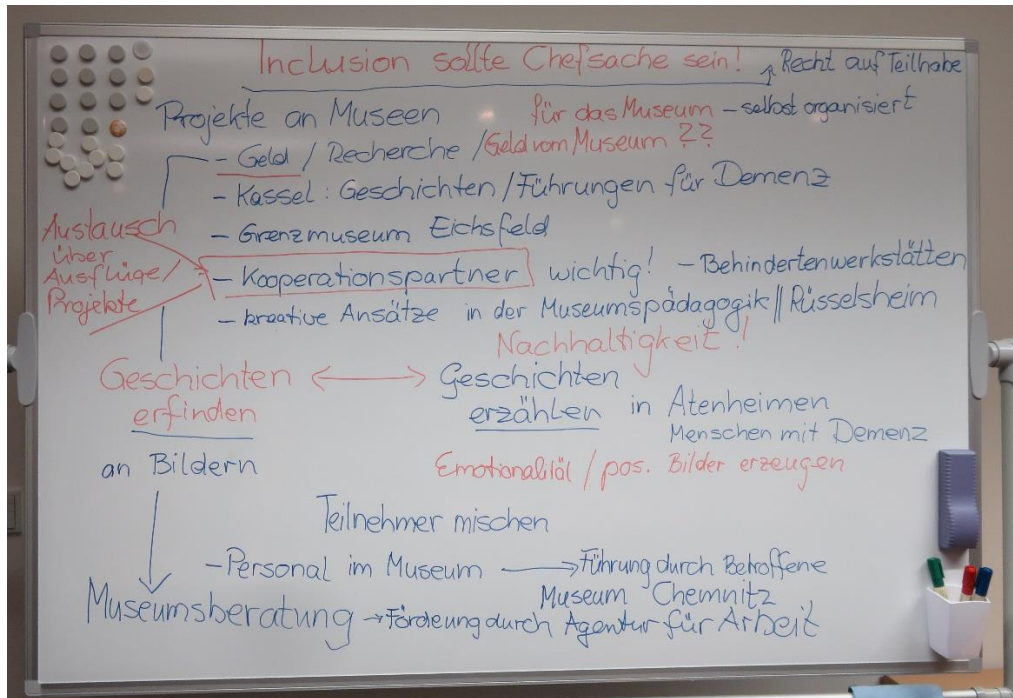 Inclusion sollte Chefsache sein!
Recht auf Teilhabe
Projekte an Museen für das Museum - selbst organisiert
- Geld / Recherche / Geld vom Museum ??
- Kassel: Geschichten / Führungen für Demenz
- Grenzmuseum Eichsfeld
- Kooperationspartner wichtig! - Behindertenwerkstätten
- kreative Ansätze in der Museumspädagogik || Rüsselsheim
Austausch
über
Ausflüge/
Projekte
Nachhaltigkeit!
Geschichten
erfinden
an Bildern
Geschichten
erzählen in Atenheimen
Menschen mit Demenz
Emotionalität / pos. Bilder erzeugen
Teilnehmer mischen
- Personal im Museum → Führung durch Betroffene
Museum Chemnitz
Museumsberatung → Förderung durch Agentur für Arbeit